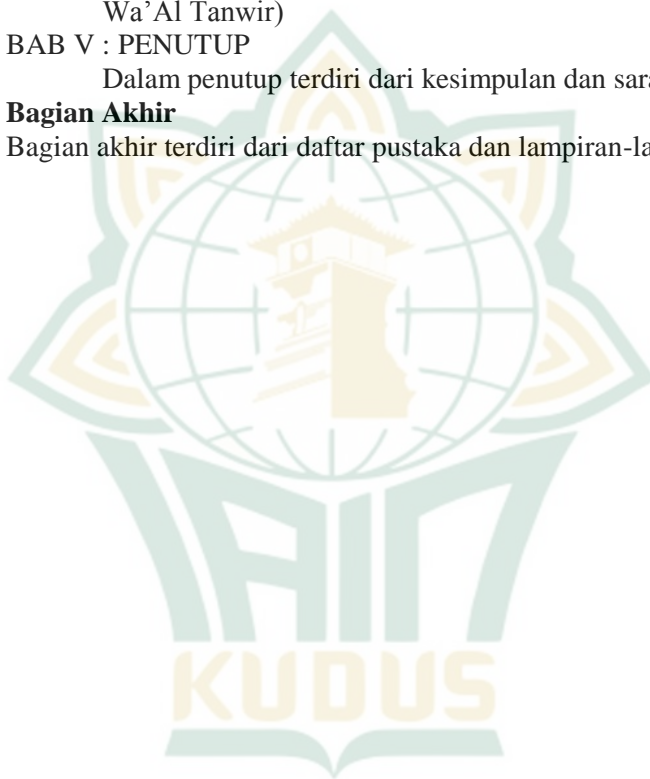 Wa'Al Tanwir)
BAB V : PENUTUP
Dalam penutup terdiri dari kesimpulan dan sara
Bagian Akhir
Bagian akhir terdiri dari daftar pustaka dan lampiran-la
IAIN
KUDUS